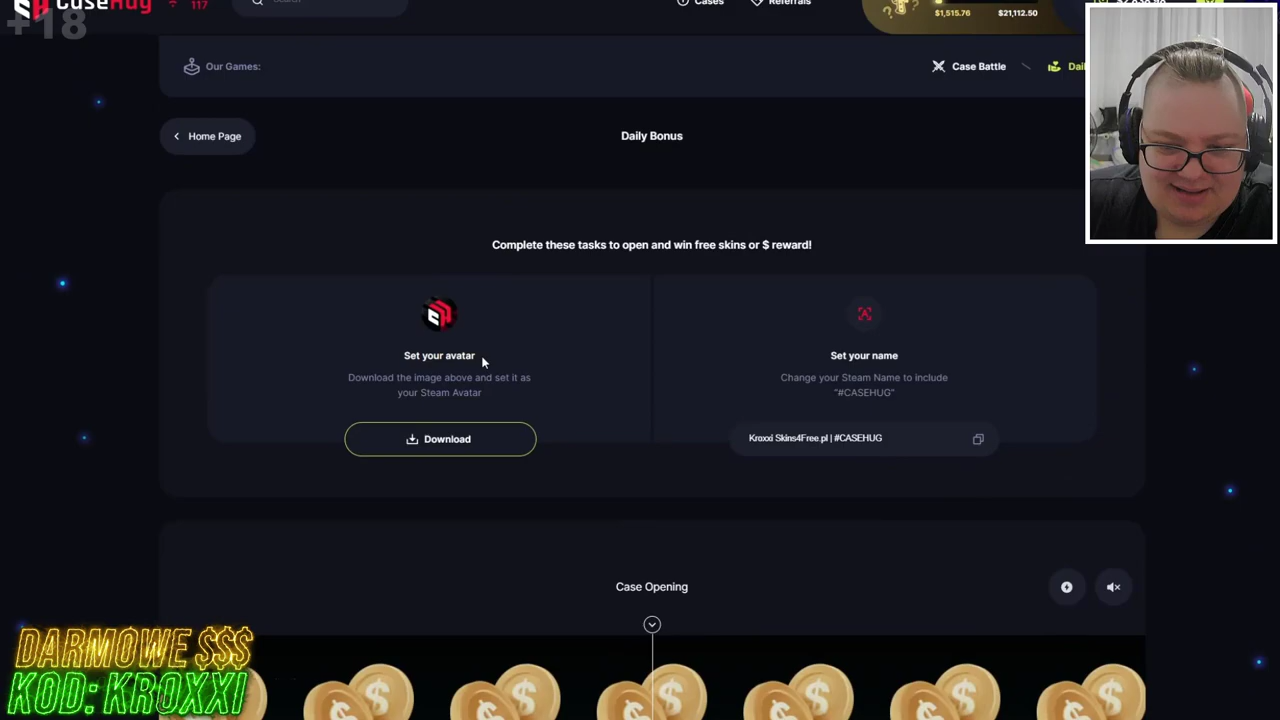 CaseHug
117
+18
Search
Cases
Referrals
$1,515.76
$21,112.50
Our Games:
Case Battle
Dail
Home Page
Daily Bonus
Complete these tasks to open and win free skins or $ reward!
Set your avatar
Download the image above and set it as
your Steam Avatar
Download
Set your name
Change your Steam Name to include
"#CASEHUG"
Kroxxi Skins4Free.pl | #CASEHUG
Case Opening
DARMOWE $$$
KOD: KROXXI